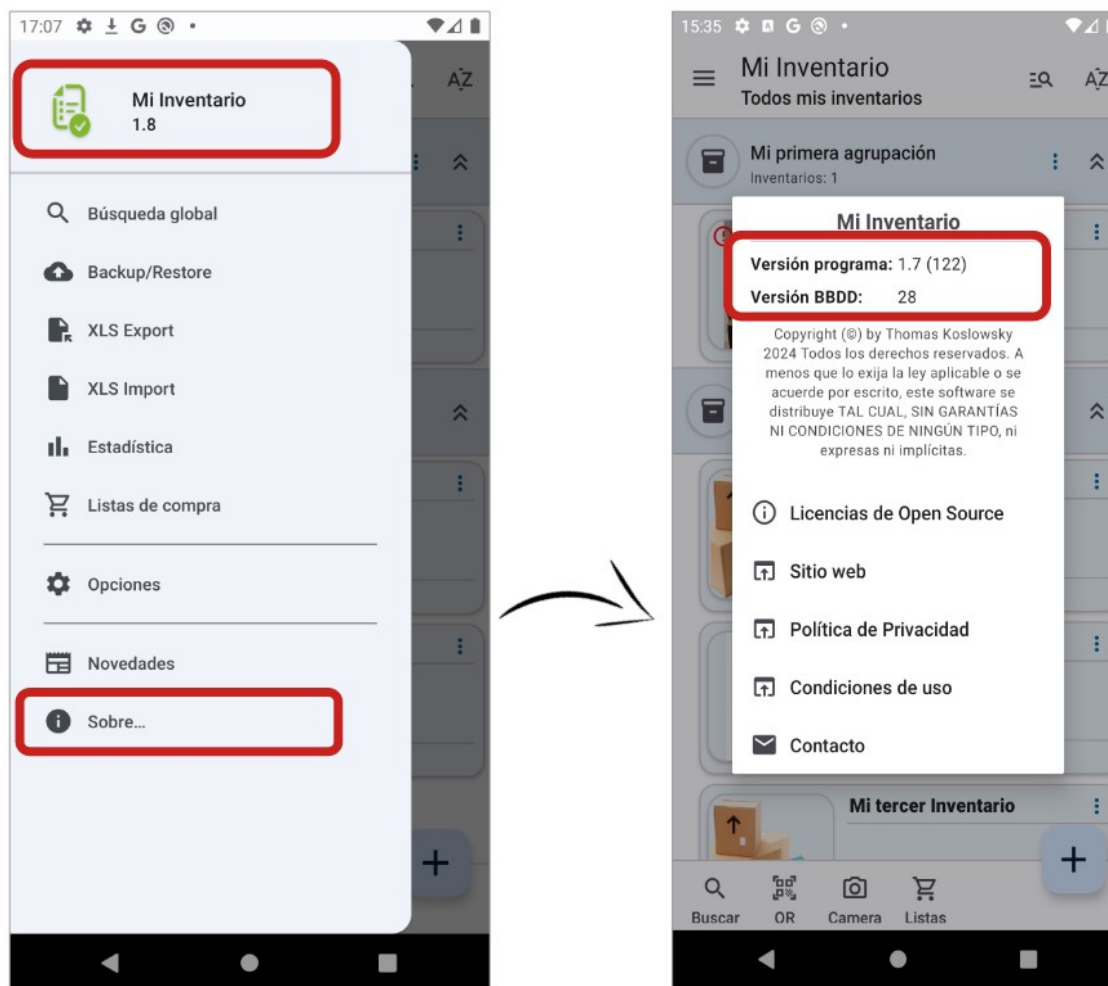 17:07
Mi Inventario
1.8
Búsqueda global
Backup/Restore
XLS Export
XLS Import
Estadística
Listas de compra
Opciones
Novedades
Sobre...
AZ
15:35
Mi Inventario
Todos mis inventarios
AZ
Mi primera agrupación
Inventarios: 1
Mi Inventario
Versión programa: 1.7 (122)
Versión BBDD: 28
Copyright (©) by Thomas Koslowsky
2024 Todos los derechos reservados. A
menos que lo exija la ley aplicable o se
acuerde por escrito, este software se
distribuye TAL CUAL, SIN GARANTÍAS
NI CONDICIONES DE NINGÚN TIPO, ni
expresas ni implícitas.
Licencias de Open Source
Sitio web
Política de Privacidad
Condiciones de uso
Contacto
Mi tercer Inventario
Buscar QR Camera Listas